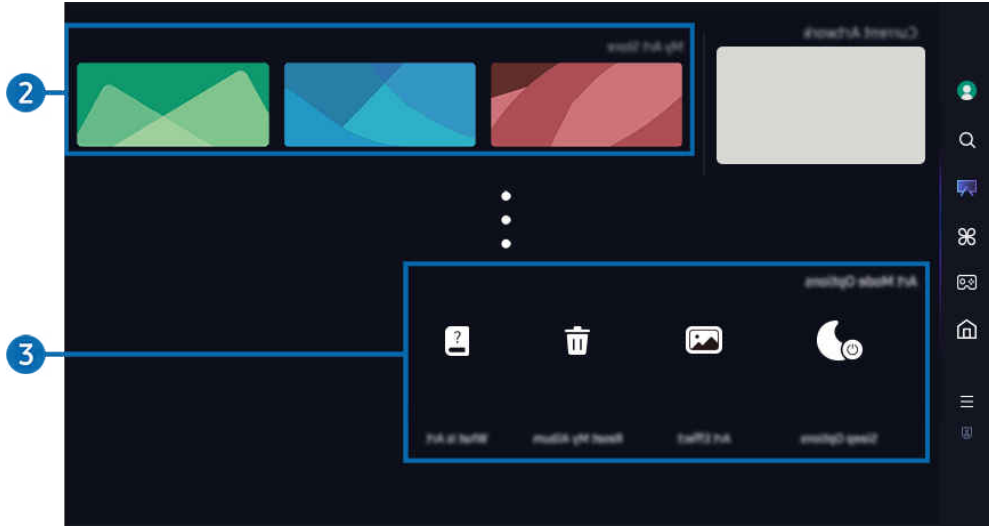 Current Artwork
My Art Store
2
Art Mode Options
3
?
Sleep Options Art Effect Reset My Album What is Art